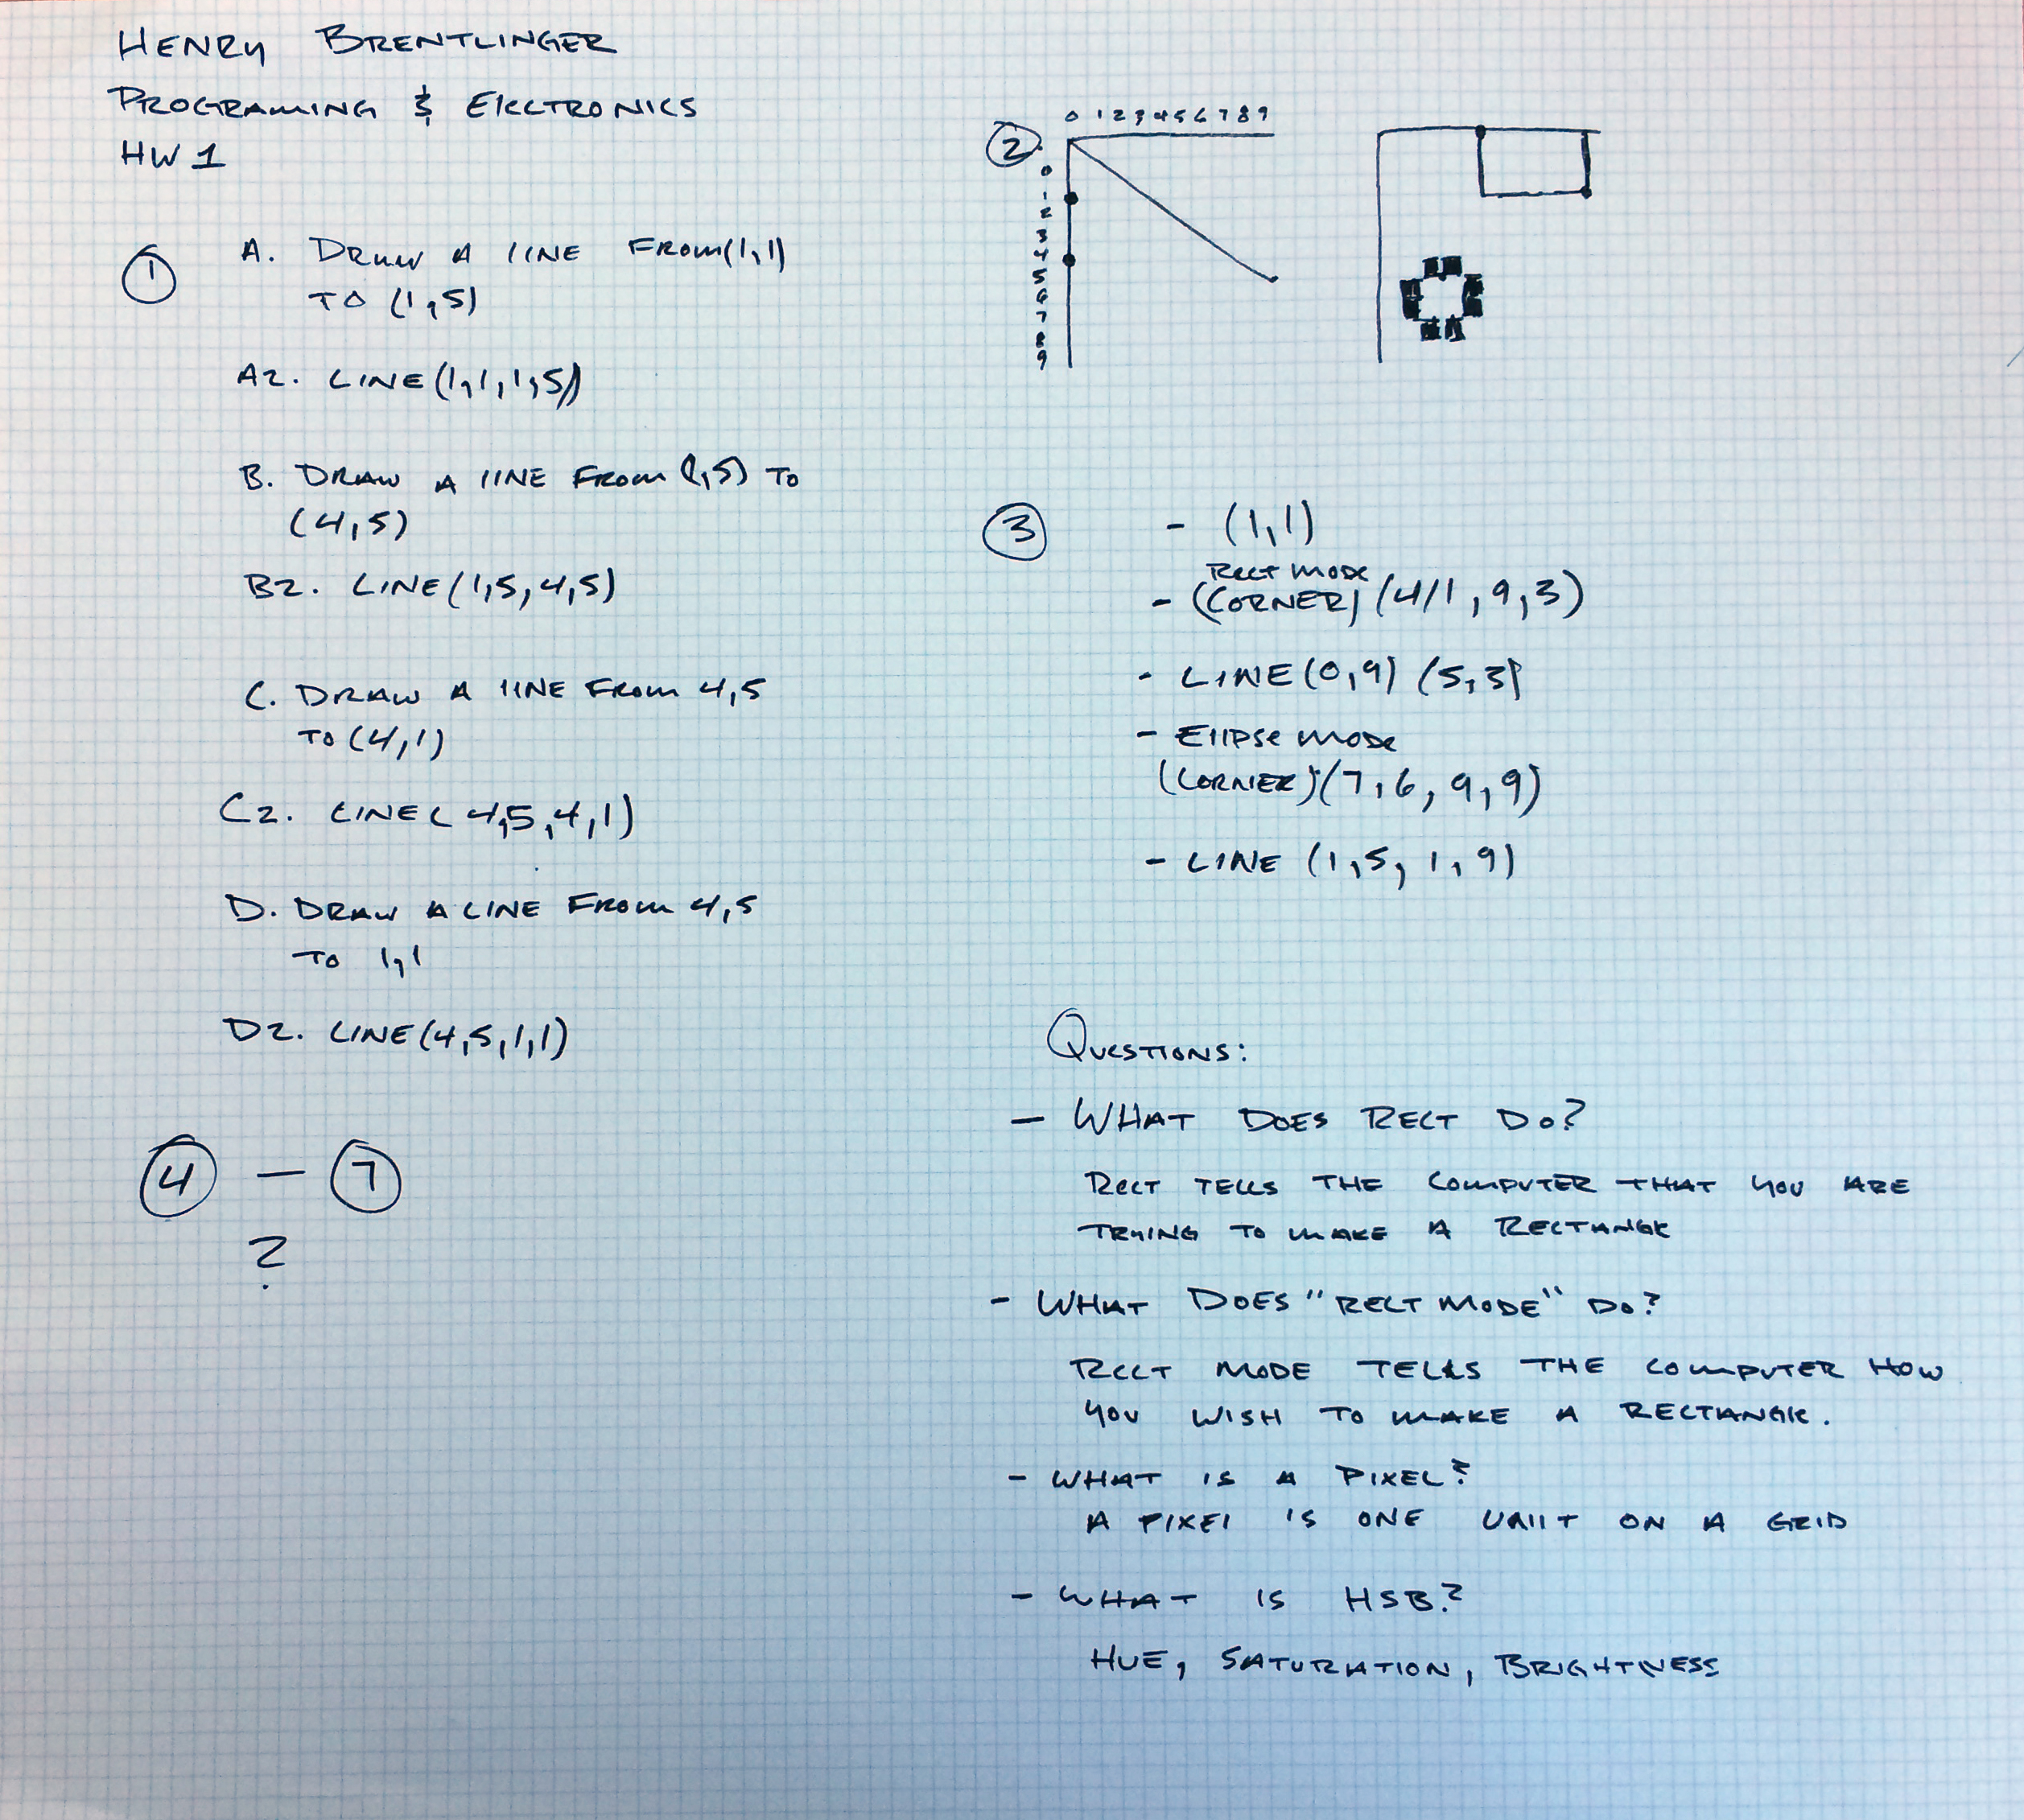 HENRY BRENTLINGER
PROGRAMING & ELECTRONICS
HW 1
① A. DRAW A LINE FROM (1,1)
TO (1,5)
A2. LINE (1,1,1,5)
B. DRAW A LINE FROM (1,5) TO
(4,5)
B2. LINE (1,5,4,5)
C. DRAW A LINE FROM 4,5
TO (4,1)
C2. LINE ( 4,5,4,1)
D. DRAW A LINE FROM 4,5
TO 1,1
D2. LINE (4,5,1,1)
④ — ⑦
?
②
0 1 2 3 4 5 6 7 8 9
0
1
2
3
4
5
6
7
8
9
③ - (1,1)
RECT MODE
- (CORNER) (4/1, 9, 3)
- LINE (0,9) (5,3)
- Ellipse mode
(CORNER) (7,6, 9,9)
- LINE (1,5, 1,9)
QUESTIONS:
— WHAT DOES RECT DO?
RECT TELLS THE COMPUTER THAT YOU ARE
TRYING TO MAKE A RECTANGLE
- WHAT DOES "RECT MODE" DO?
RECT MODE TELLS THE COMPUTER HOW
YOU WISH TO MAKE A RECTANGLE.
- WHAT IS A PIXEL?
A PIXEl IS ONE UNIT ON A GRID
- WHAT IS HSB?
HUE, SATURATION, BRIGHTNESS